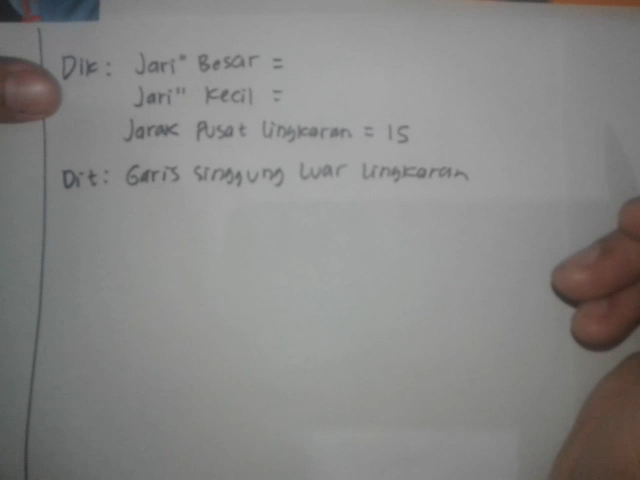 Dik: Jari" Besar =
Jari" Kecil =
Jarak Pusat Lingkaran = 15
Dit: Garis singgung luar lingkaran